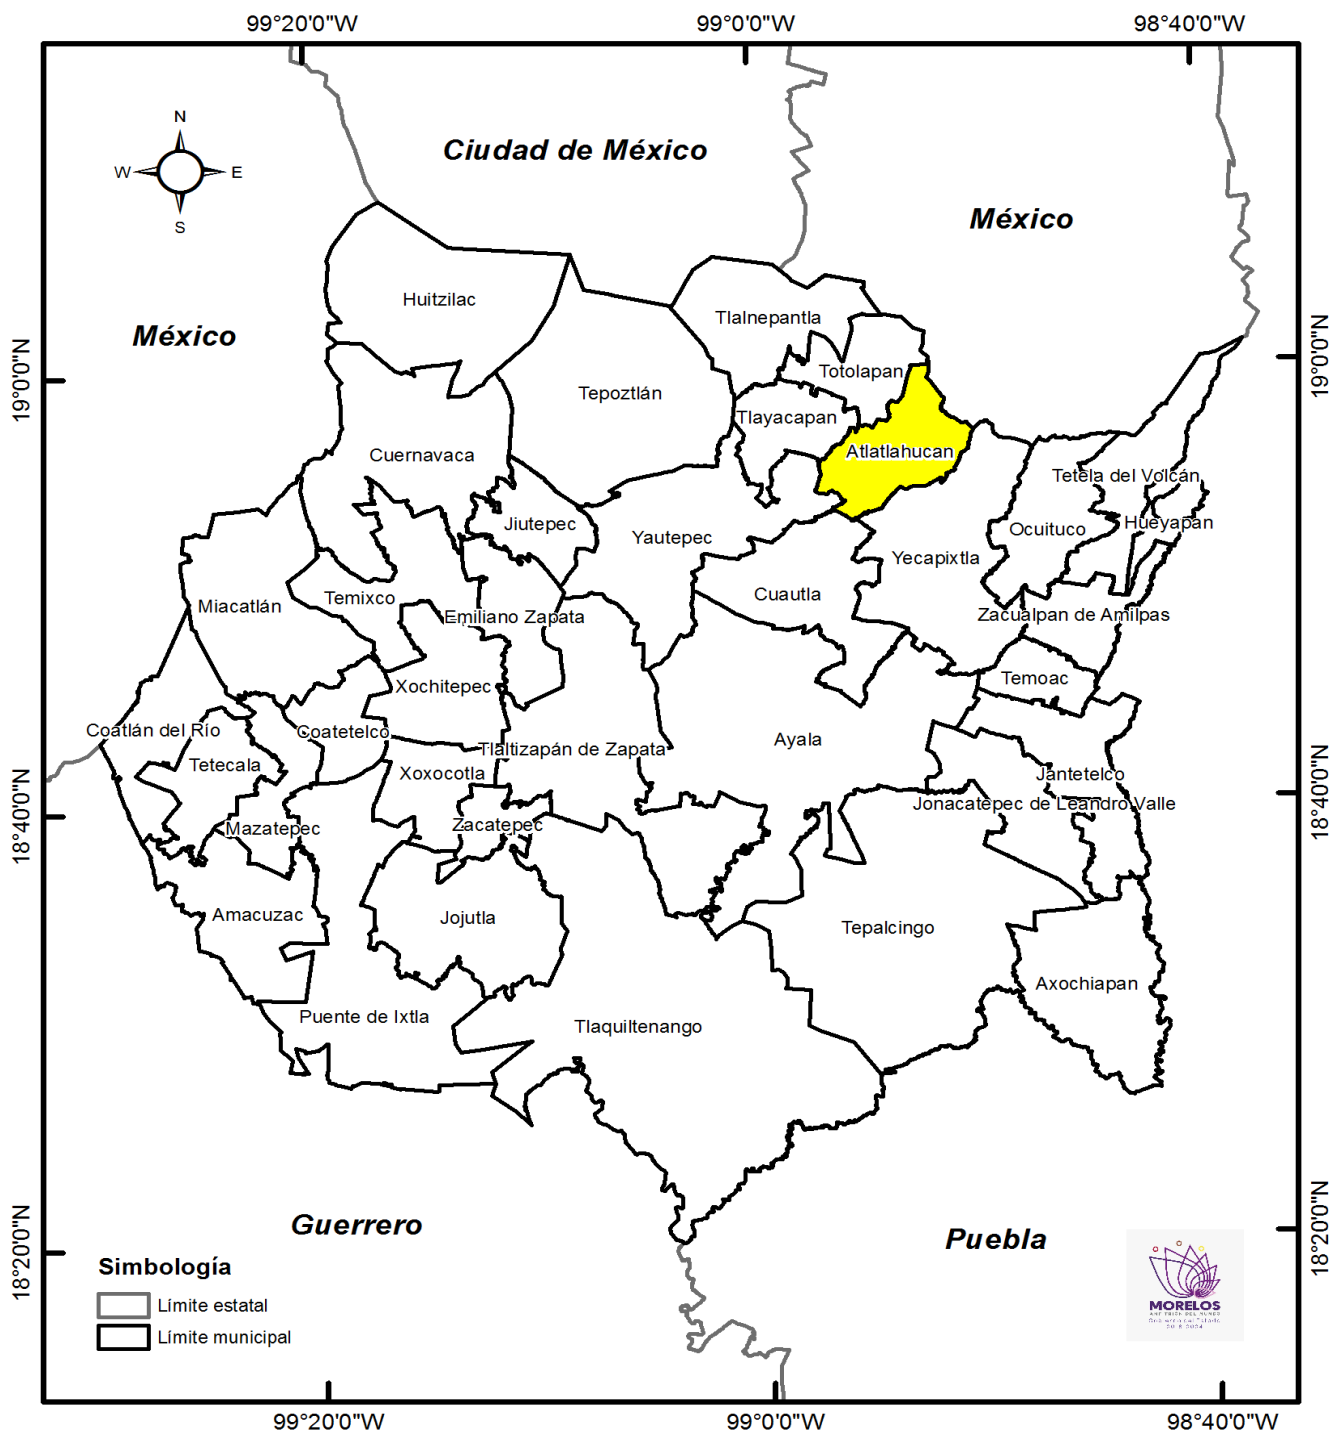 99°20'0"W
99°0'0"W
98°40'0"W
N
W
E
S
Ciudad de México
México
México
Huitzilac
Tlalnepantla
19°0'0"N
19°0'0"N
Totolapan
Tepoztlán
Tlayacapan
Cuernavaca
Atlatlahucan
Tetela del Volcán
Jiutepec
Hueyapan
Ocuituco
Yautepec
Yecapixtla
Cuautla
Temixco
Miacatlán
Emiliano Zapata
Zacualpan de Amilpas
Temoac
Xochitepec
Coatlán del Río
Coatetelco
Ayala
Tlaltizapán de Zapata
Tetecala
Xoxocotla
Jantetelco
Jonacatepec de Leandro Valle
18°40'0"N
18°40'0"N
Mazatepec
Zacatepec
Amacuzac
Jojutla
Tepalcingo
Axochiapan
Puente de Ixtla
Tlaquiltenango
Guerrero
Puebla
18°20'0"N
18°20'0"N
Simbología
Límite estatal
Límite municipal
MORELOS
99°20'0"W
99°0'0"W
98°40'0"W